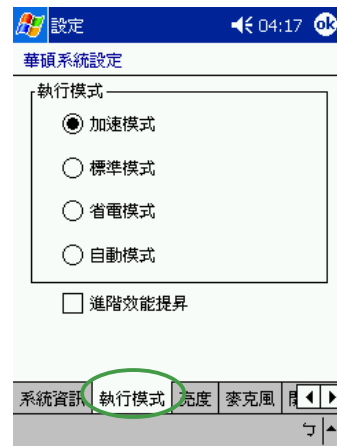 設定 04:17 ok
華碩系統設定
執行模式
加速模式
標準模式
省電模式
自動模式
進階效能提昇
系統資訊 執行模式 亮度 麥克風
ㄅ